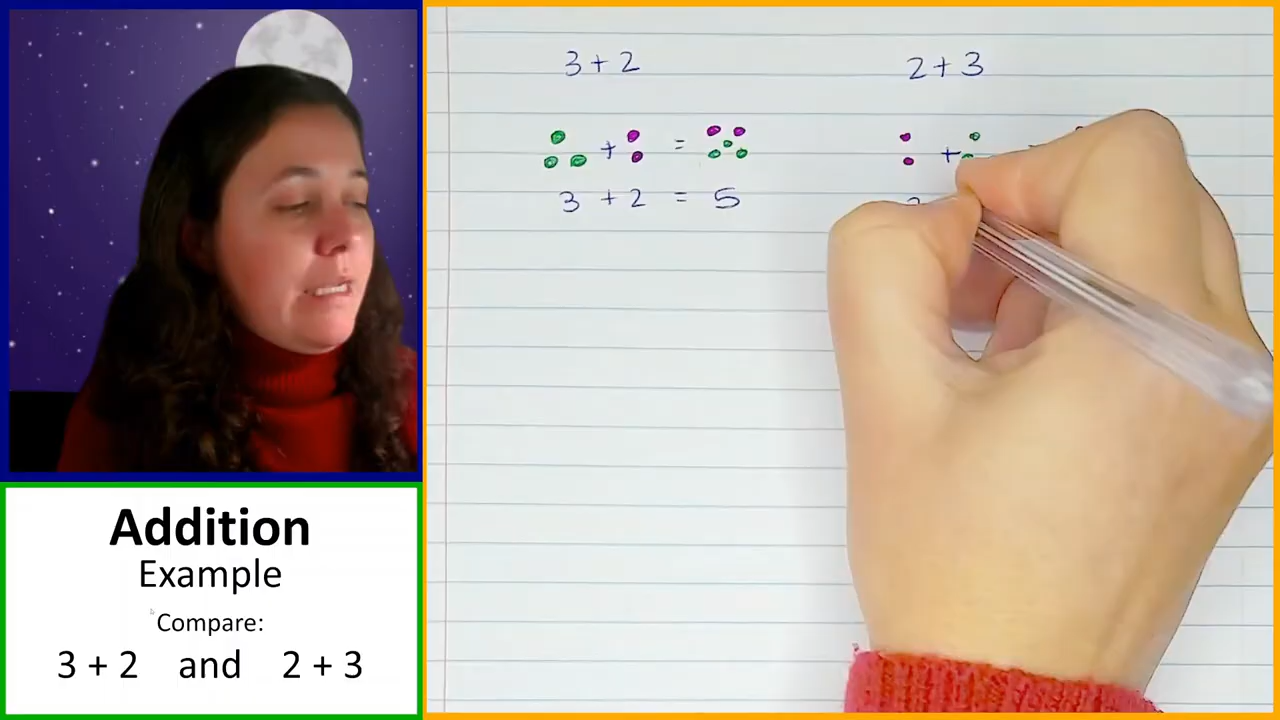 3 + 2
2 + 3
+ =
+
3 + 2 = 5
Addition
Example
Compare:
3 + 2 and 2 + 3